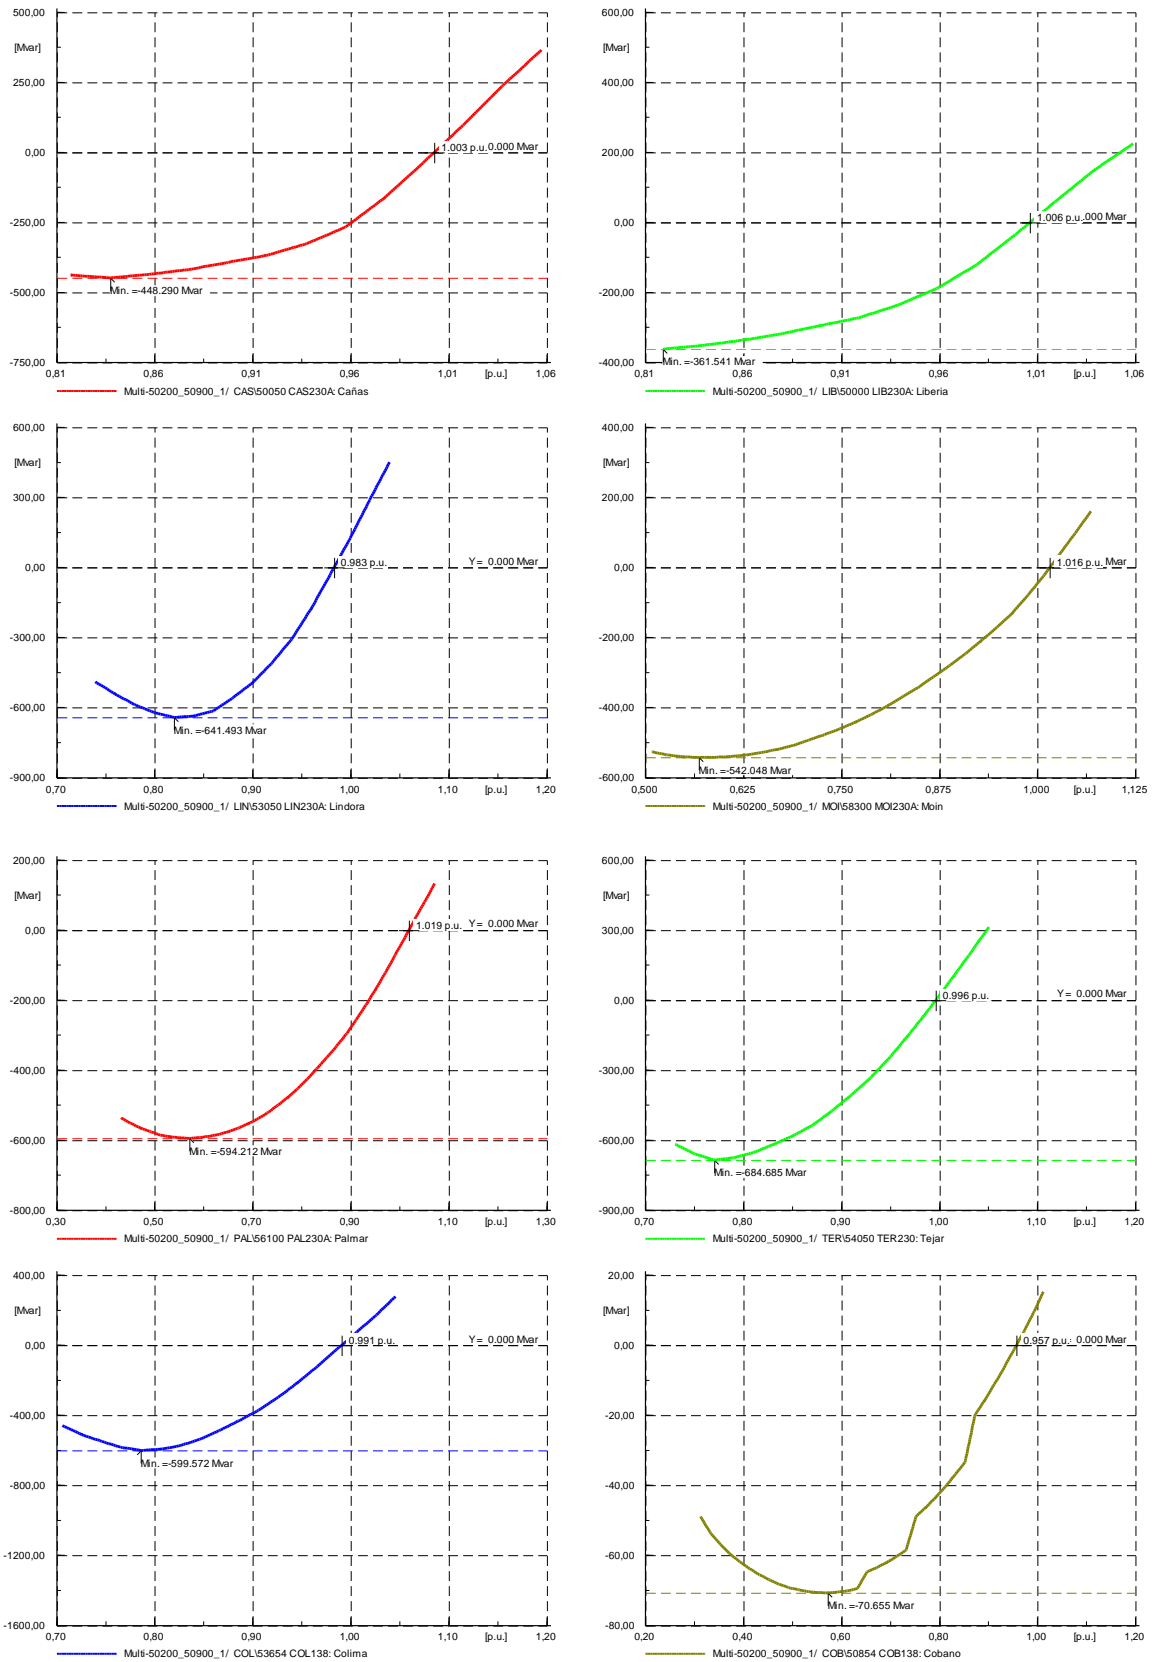 500,00
[Mvar]
250,00
0,00
-250,00
-500,00
-750,00
1.003 p.u.
0.000 Mvar
Min. =-448.290 Mvar
0,81 0,86 0,91 0,96 1,01 [p.u.] 1,06
Multi-50200_50900_1/ CAS\50050 CAS230A: Cañas
600,00
[Mvar]
400,00
200,00
0,00
-200,00
-400,00
1.006 p.u.
.000 Mvar
Min. =-361.541 Mvar
0,81 0,86 0,91 0,96 1,01 [p.u.] 1,06
Multi-50200_50900_1/ LIB\50000 LIB230A: Liberia
600,00
[Mvar]
300,00
0,00
-300,00
-600,00
-900,00
0.983 p.u.
Y = 0.000 Mvar
Min. =-641.493 Mvar
0,70 0,80 0,90 1,00 1,10 [p.u.] 1,20
Multi-50200_50900_1/ LIN\53050 LIN230A: Lindora
400,00
[Mvar]
200,00
0,00
-200,00
-400,00
-600,00
1.016 p.u.
Mvar
Min. =-542.048 Mvar
0,500 0,625 0,750 0,875 1,000 [p.u.] 1,125
Multi-50200_50900_1/ MOI\58300 MOI230A: Moin
200,00
[Mvar]
0,00
-200,00
-400,00
-600,00
-800,00
1.019 p.u.
Y = 0.000 Mvar
Min. =-594.212 Mvar
0,30 0,50 0,70 0,90 1,10 [p.u.] 1,30
Multi-50200_50900_1/ PAL\56100 PAL230A: Palmar
600,00
[Mvar]
300,00
0,00
-300,00
-600,00
-900,00
0.996 p.u.
Y = 0.000 Mvar
Min. =-684.685 Mvar
0,70 0,80 0,90 1,00 1,10 [p.u.] 1,20
Multi-50200_50900_1/ TER\54050 TER230: Tejar
400,00
[Mvar]
0,00
-400,00
-800,00
-1200,00
-1600,00
0.991 p.u.
Y = 0.000 Mvar
Min. =-599.572 Mvar
0,70 0,80 0,90 1,00 1,10 [p.u.] 1,20
Multi-50200_50900_1/ COL\53654 COL138: Colima
20,00
[Mvar]
0,00
-20,00
-40,00
-60,00
-80,00
0.957 p.u.
0.000 Mvar
Min. =-70.655 Mvar
0,20 0,40 0,60 0,80 1,00 [p.u.] 1,20
Multi-50200_50900_1/ COB\50854 COB138: Cobano